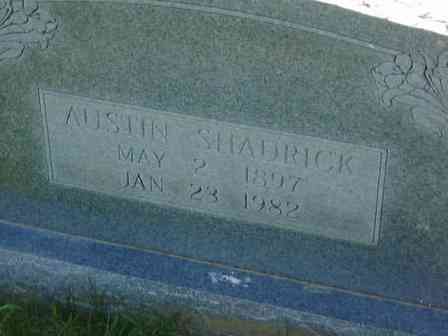 AUSTIN SHADRICK
MAY 2 1897
JAN 23 1982